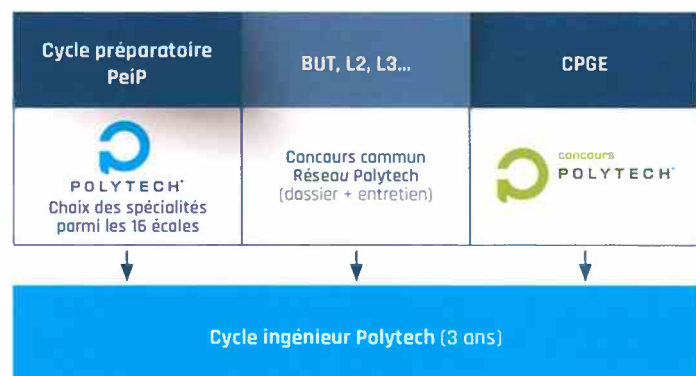 Cycle préparatoire
PeiP
BUT, L2, L3...
CPGE
POLYTECH
Choix des spécialités
parmi les 16 écoles
Concours commun
Réseau Polytech
(dossier + entretien)
concours
POLYTECH
Cycle ingénieur Polytech (3 ans)